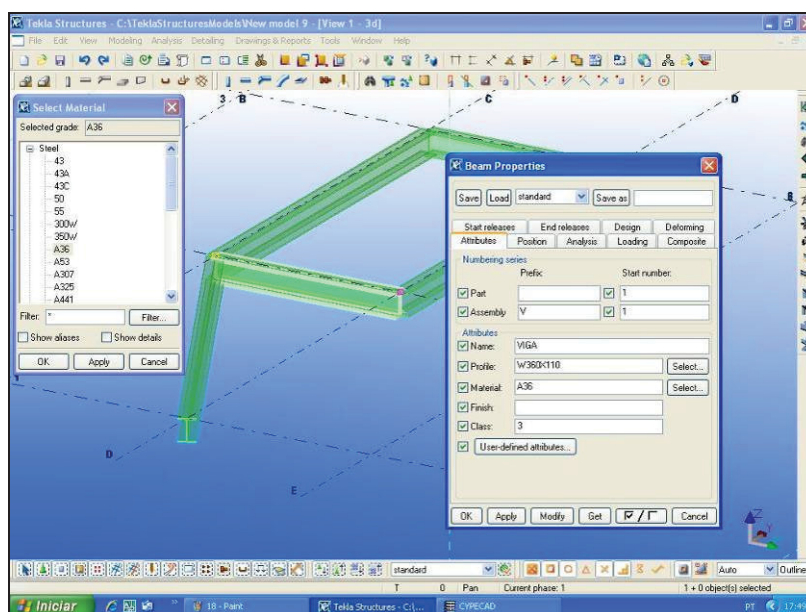 Tekla Structures - C:\TeklaStructuresModels\New model 9 - [View 1 - 3d]
File Edit View Modeling Analysis Detailing Drawings & Reports Tools Window Help
Select Material
Selected grade: A36
Steel
43
43A
43C
50
55
300W
350W
A36
A53
A307
A325
A441
Filter: *
Filter...
Show aliases Show details
OK Apply Cancel
3 B C D
D
E
Beam Properties
Save Load standard Save as
Start releases End releases Design Deforming
Attributes Position Analysis Loading Composite
Numbering series
Prefix: Start number:
Part 1
Assembly V 1
Attributes
Name: VIGA
Profile: W360X110 Select...
Material: A36 Select...
Finish:
Class: 3
User-defined attributes...
OK Apply Modify Get Cancel
Z
standard Auto Outline
T 0 Pan Current phase: 1 1 + 0 object(s) selected
Iniciar 18 - Paint Tekla Structures - C:\... CYPECAD PT 17:49